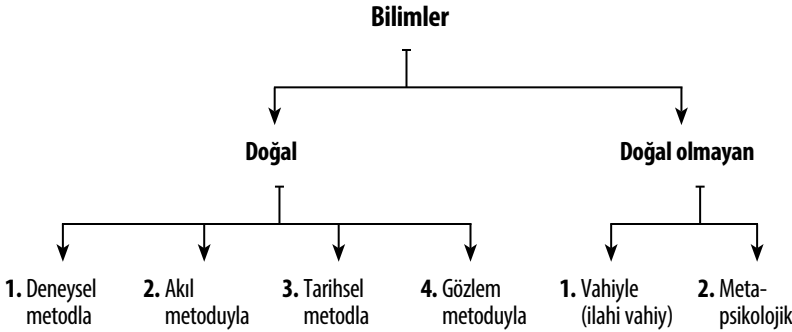 Bilimler
Doğal
Doğal olmayan
1. Deneysel
metodla
2. Akıl
metoduyla
3. Tarihsel
metodla
4. Gözlem
metoduyla
1. Vahiyle
(ilahi vahiy)
2. Meta-
psikolojik